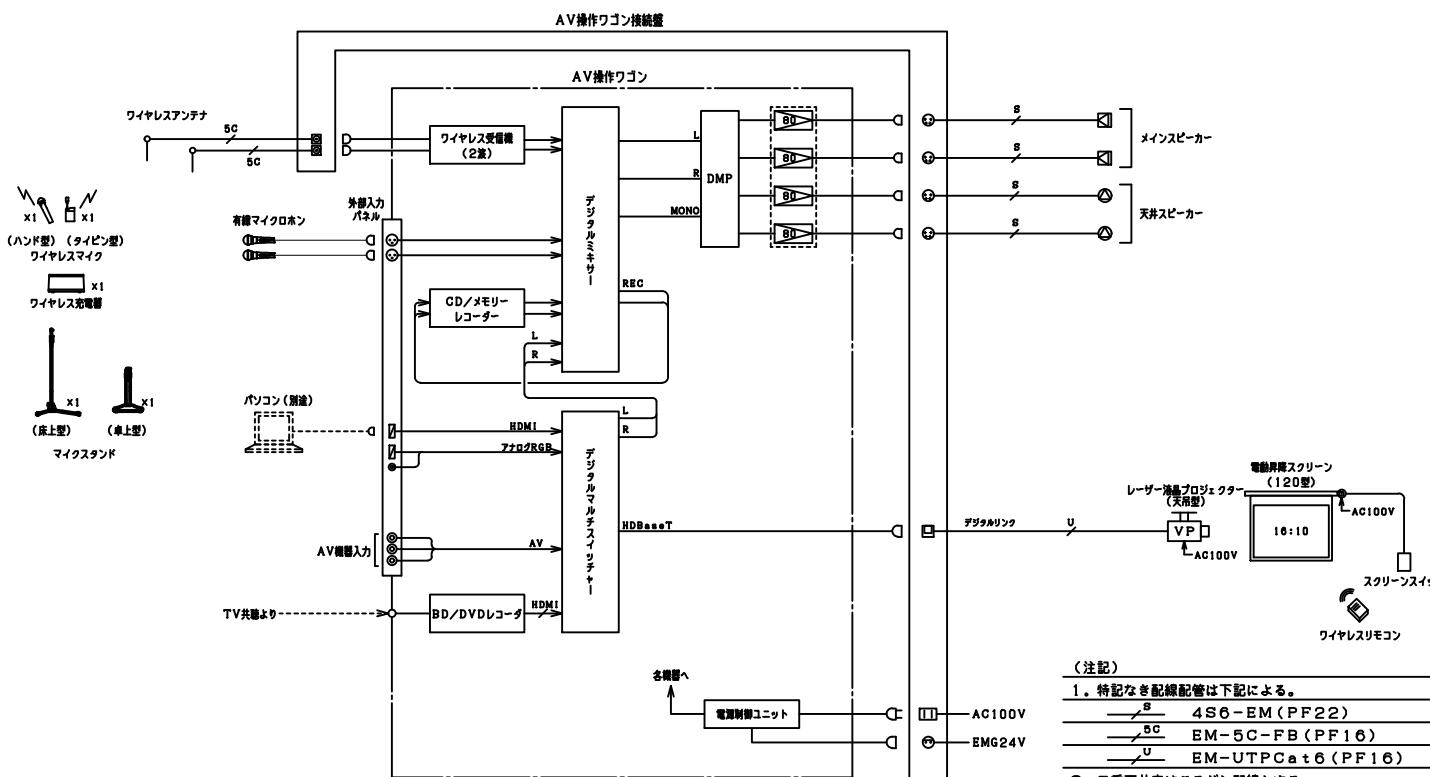 AV操作ワゴン接続盤
AV操作ワゴン
ワイヤレスアンテナ
5C
5C
ワイヤレス受信機
(2波)
×1
×1
(ハンド型)
(タイピン型)
ワイヤレスマイク
×1
ワイヤレス充電器
×1
×1
(床上型)
(卓上型)
マイクスタンド
有線マイクロホン
外部入力
パネル
CD/メモリー
レコーダー
デジタルミキサー
L
R
MONO
DMP
REC
L
R
80
80
80
80
S
S
S
S
メインスピーカー
天井スピーカー
パソコン(別途)
HDMI
アナログRGB
L
R
デジタルマルチスイッチャー
HDBaseT
AV機器入力
AV
TV共聴より
BD/DVDレコーダ
HDMI
デジタルリンク
U
レーザー液晶プロジェクター
(天吊型)
VP
AC100V
電動昇降スクリーン
(120型)
AC100V
16:10
スクリーンスイ
ワイヤレスリモコン
各機器へ
電源制御ユニット
AC100V
EMG24V
(注記)
1.特記なき配線配管は下記による。
S 4S6-EM(PF22)
5C EM-5C-FB(PF16)
U EM-UTPCat6(PF16)